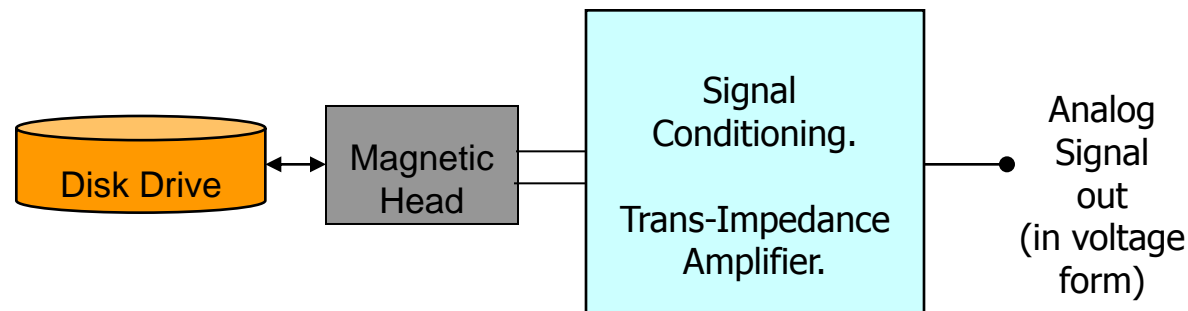 Disk Drive
Magnetic
Head
Signal
Conditioning.
Trans-Impedance
Amplifier.
Analog
Signal
out
(in voltage
form)